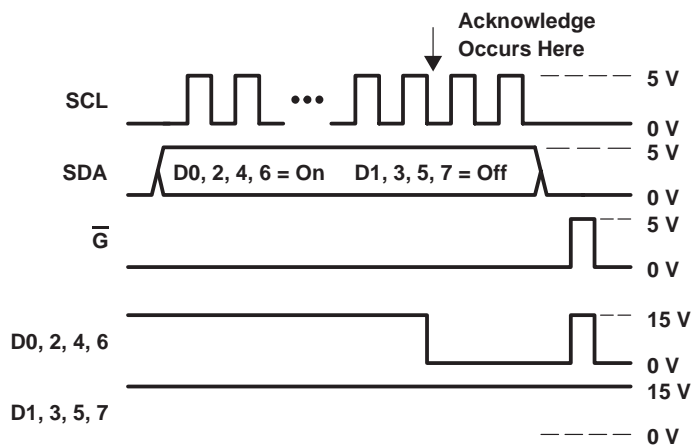 Acknowledge
Occurs Here
SCL
•••
5 V
0 V
SDA
D0, 2, 4, 6 = On D1, 3, 5, 7 = Off
5 V
0 V
G̅
5 V
0 V
D0, 2, 4, 6
15 V
0 V
D1, 3, 5, 7
15 V
0 V